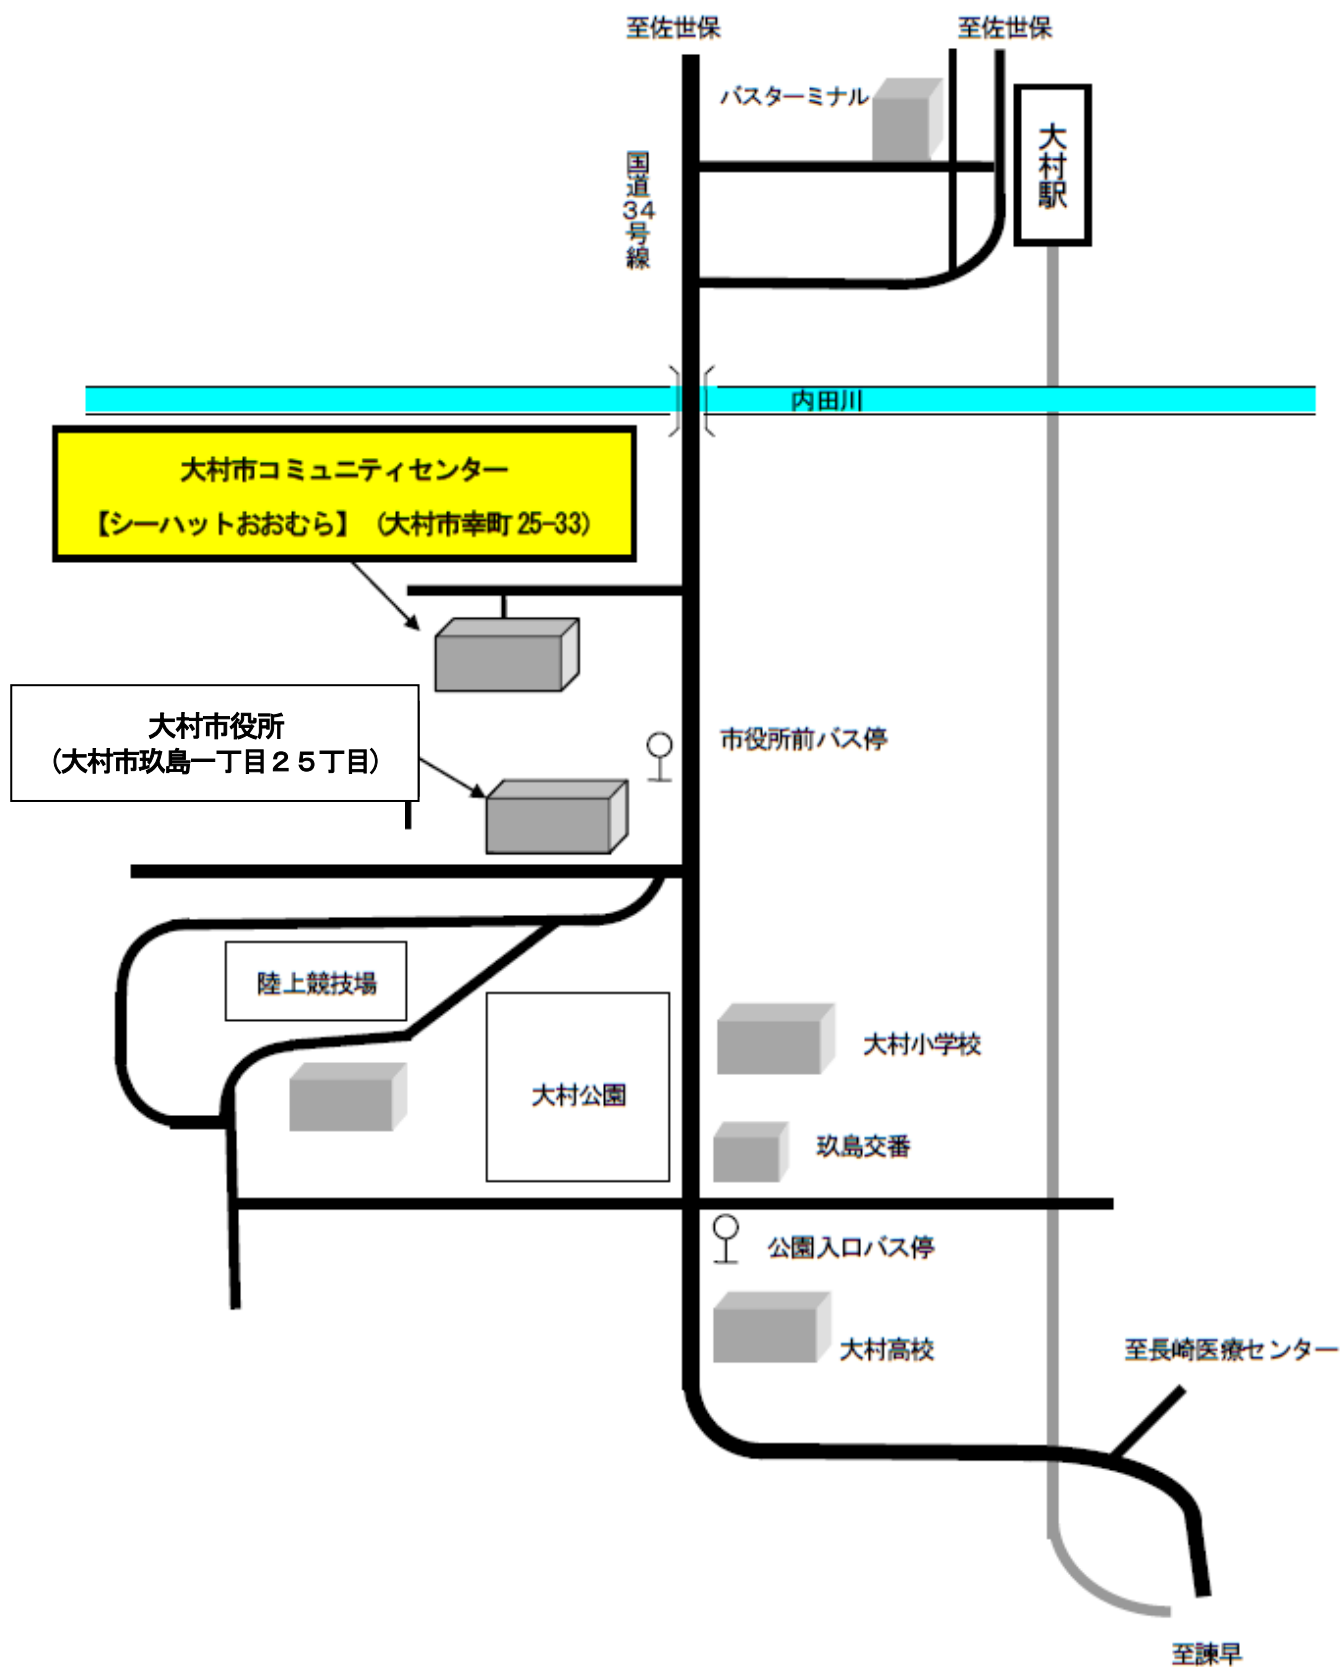 至佐世保
至佐世保
バスターミナル
大村駅
国道34号線
内田川
大村市コミュニティセンター
【シーハットおおむら】（大村市幸町25-33）
大村市役所
（大村市玖島一丁目２５丁目）
市役所前バス停
陸上競技場
大村公園
大村小学校
玖島交番
公園入口バス停
大村高校
至長崎医療センター
至諫早